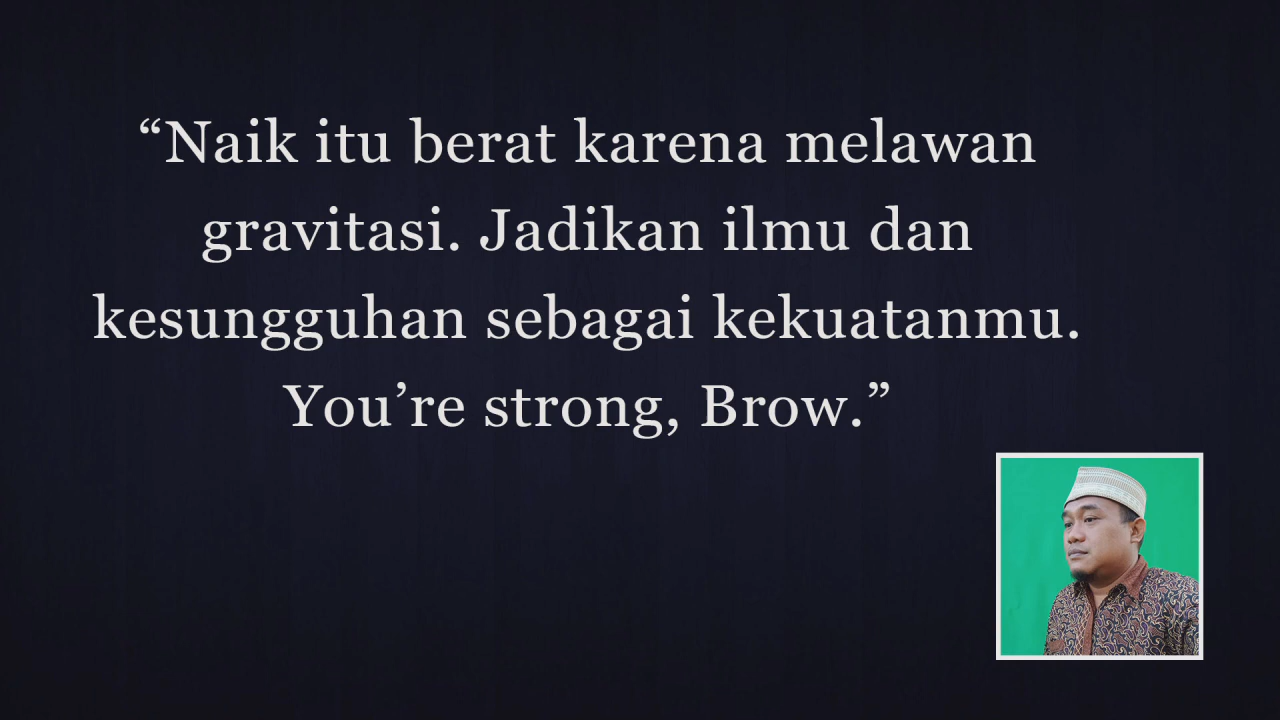 “Naik itu berat karena melawan
gravitasi. Jadikan ilmu dan
kesungguhan sebagai kekuatanmu.
You’re strong, Brow.”